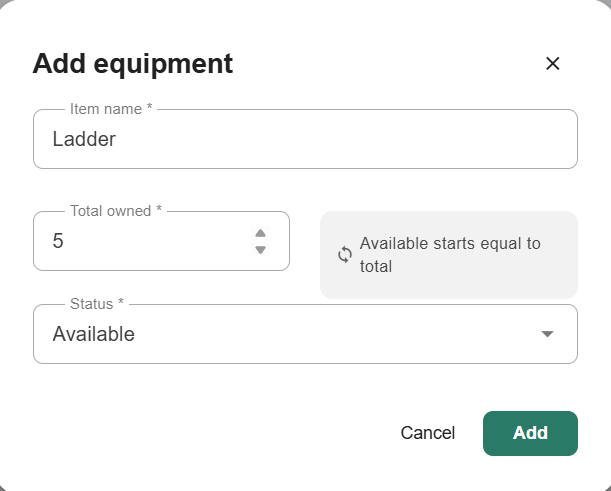 Add equipment
Item name *
Ladder
Total owned *
5
Available starts equal to
total
Status *
Available
Cancel
Add